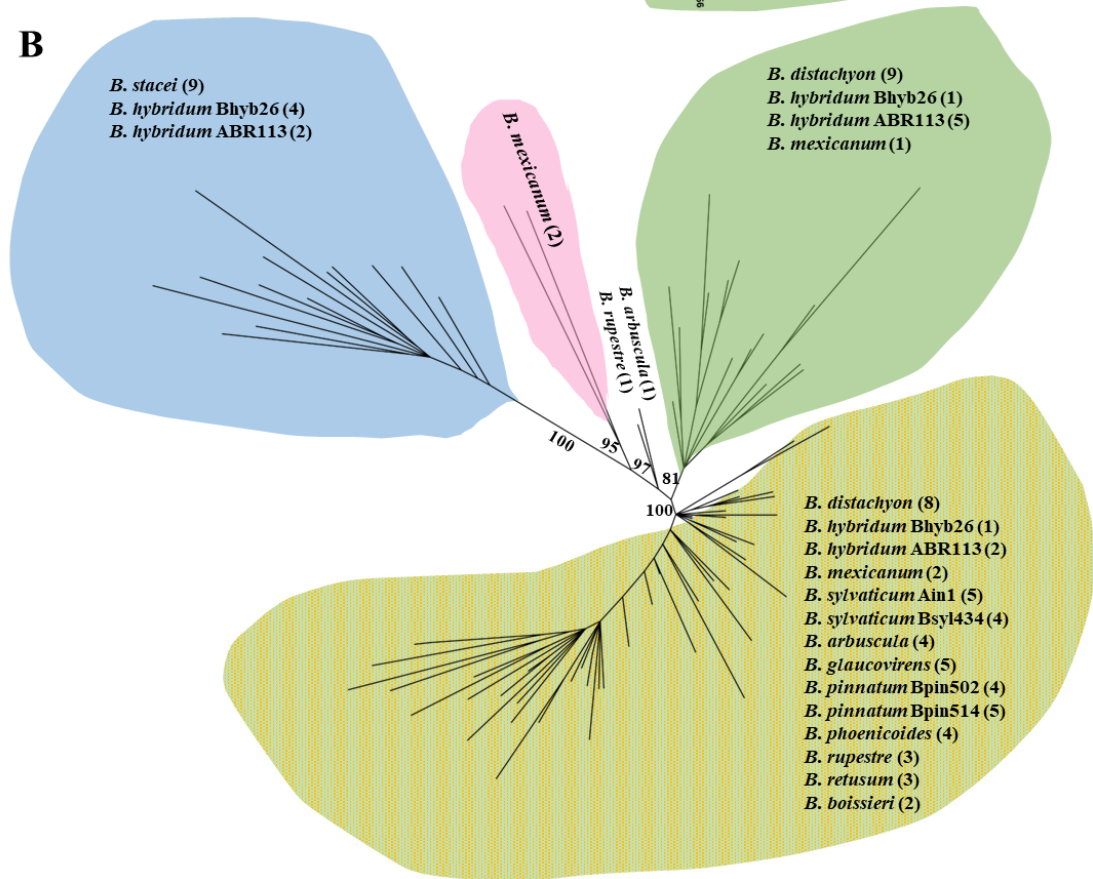 B
B. stacei (9)
B. hybridum Bhyb26 (4)
B. hybridum ABR113 (2)
B. mexicanum (2)
B. arbuscula (1)
B. rupestre (1)
B. distachyon (9)
B. hybridum Bhyb26 (1)
B. hybridum ABR113 (5)
B. mexicanum (1)
100
95
97
81
100
B. distachyon (8)
B. hybridum Bhyb26 (1)
B. hybridum ABR113 (2)
B. mexicanum (2)
B. sylvaticum Ain1 (5)
B. sylvaticum Bsyl434 (4)
B. arbuscula (4)
B. glaucovirens (5)
B. pinnatum Bpin502 (4)
B. pinnatum Bpin514 (5)
B. phoenicoides (4)
B. rupestre (3)
B. retusum (3)
B. boissieri (2)